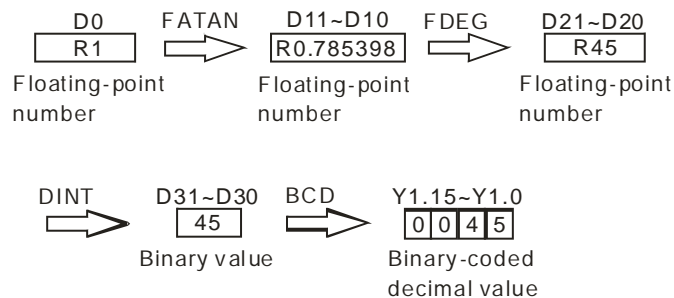 D0 FATAN D11~D10 FDEG D21~D20
R1 R0.785398 R45
Floating-point number Floating-point number Floating-point number
DINT D31~D30 BCD Y1.15~Y1.0
45 0 0 4 5
Binary value Binary-coded decimal value